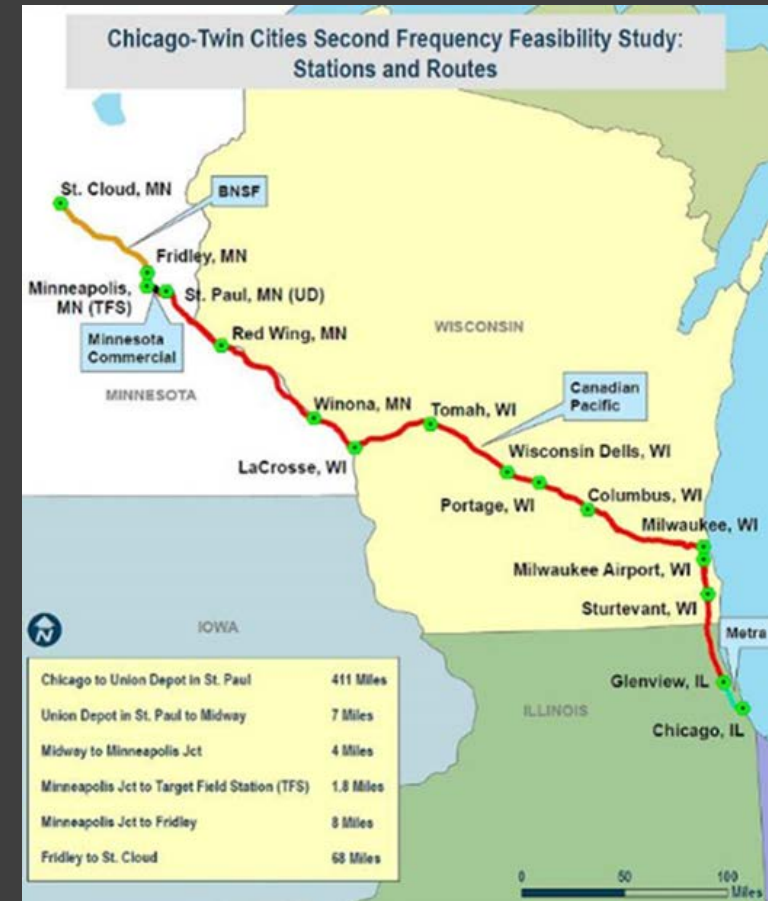 Chicago-Twin Cities Second Frequency Feasibility Study:
Stations and Routes
St. Cloud, MN
BNSF
Fridley, MN
Minneapolis,
MN (TFS)
St. Paul, MN (UD)
Minnesota
Commercial
Red Wing, MN
WISCONSIN
MINNESOTA
Canadian
Pacific
Winona, MN
Tomah, WI
LaCrosse, WI
Wisconsin Dells, WI
Portage, WI
Columbus, WI
Milwaukee, WI
Milwaukee Airport, WI
Sturtevant, WI
N
IOWA
Metra
Glenview, IL
ILLINOIS
Chicago, IL
Chicago to Union Depot in St. Paul 411 Miles
Union Depot in St. Paul to Midway 7 Miles
Midway to Minneapolis Jct 4 Miles
Minneapolis Jct to Target Field Station (TFS) 1.8 Miles
Minneapolis Jct to Fridley 8 Miles
Fridley to St. Cloud 68 Miles
0 50 100
Miles